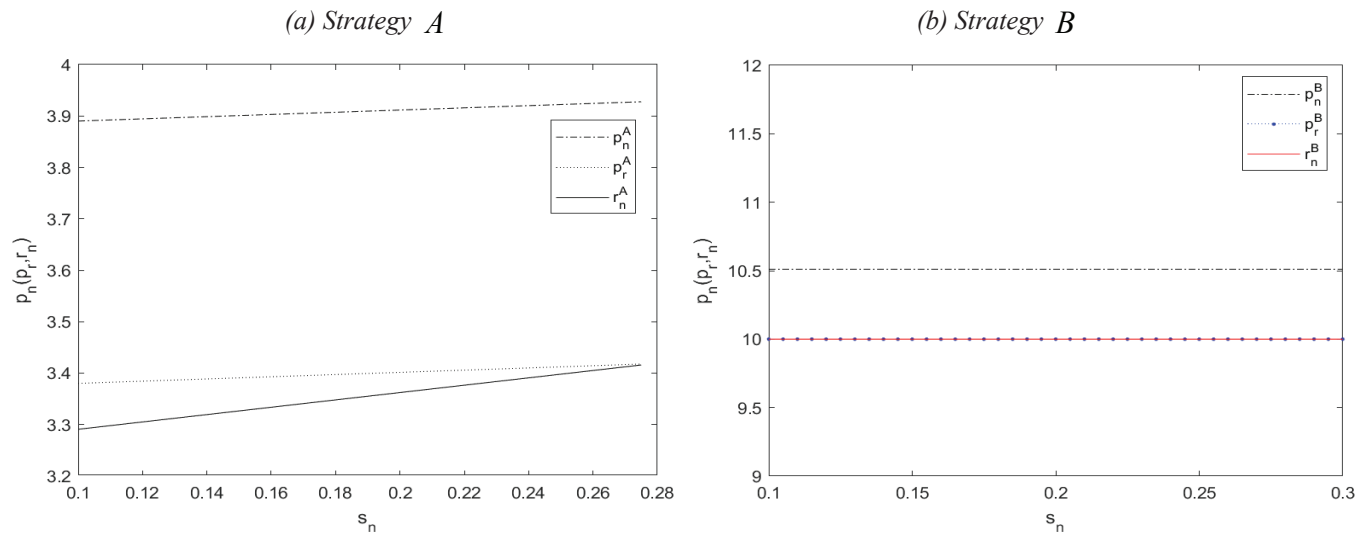 (a) Strategy A
4
3.9
3.8
3.7
3.6
3.5
3.4
3.3
3.2
p_n(p_r,r_n)
0.1 0.12 0.14 0.16 0.18 0.2 0.22 0.24 0.26 0.28
s_n
p_n^A
p_r^A
r_n^A
(b) Strategy B
12
11.5
11
10.5
10
9.5
9
p_n(p_r,r_n)
0.1 0.15 0.2 0.25 0.3
s_n
p_n^B
p_r^B
r_n^B